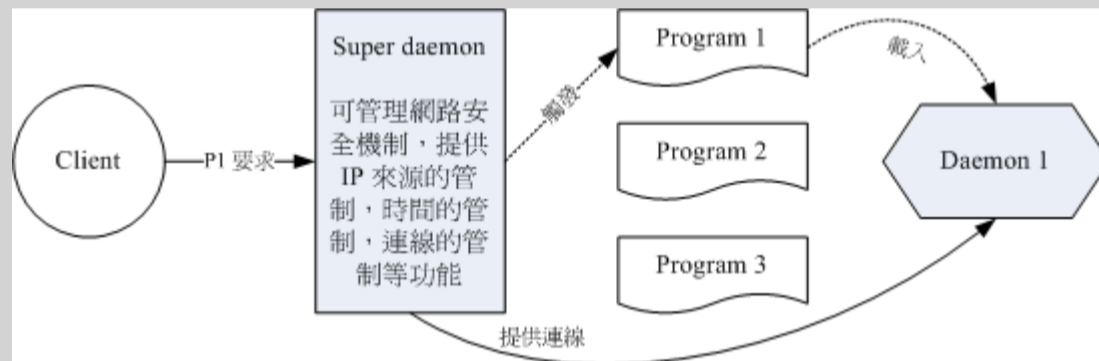 Client
P1 要求
Super daemon
可管理網路安
全機制，提供
IP 來源的管
制，時間的管
制，連線的管
制等功能
觸發
Program 1
Program 2
Program 3
載入
Daemon 1
提供連線